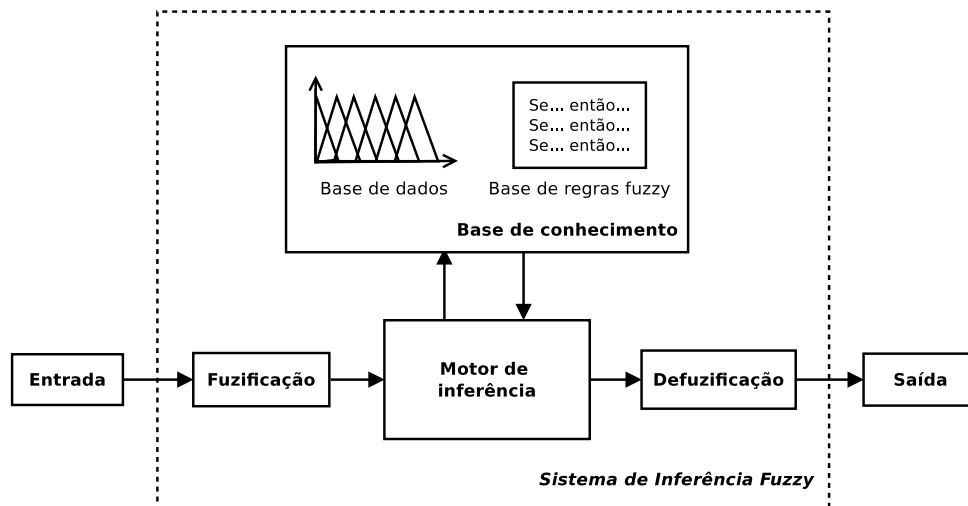 Se... então...
Se... então...
Se... então...
Base de dados
Base de regras fuzzy
Base de conhecimento
Entrada
Fuzificação
Motor de
inferência
Defuzificação
Saída
Sistema de Inferência Fuzzy